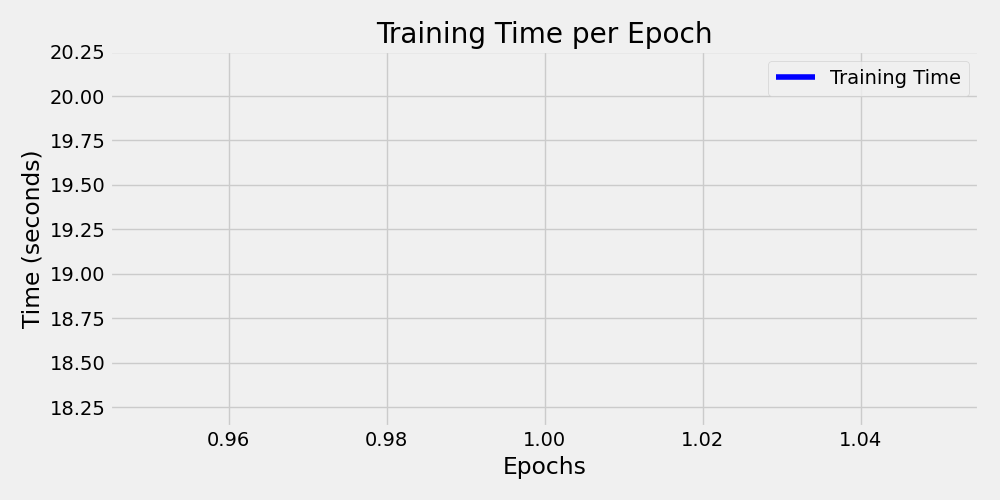 Training Time per Epoch
20.25
20.00
19.75
19.50
19.25
19.00
18.75
18.50
18.25
Time (seconds)
Training Time
0.96 0.98 1.00 1.02 1.04
Epochs